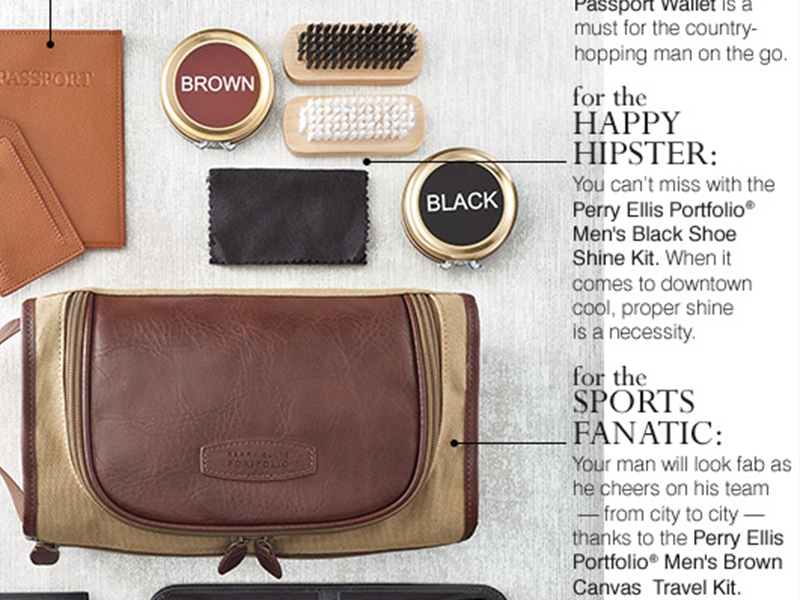 Passport Wallet is a
must for the country-
hopping man on the go.
PASSPORT
BROWN
BLACK
for the
HAPPY
HIPSTER:
You can't miss with the
Perry Ellis Portfolio®
Men's Black Shoe
Shine Kit. When it
comes to downtown
cool, proper shine
is a necessity.
PERRY ELLIS
PORTFOLIO
for the
SPORTS
FANATIC:
Your man will look fab as
he cheers on his team
— from city to city —
thanks to the Perry Ellis
Portfolio® Men's Brown
Canvas Travel Kit.